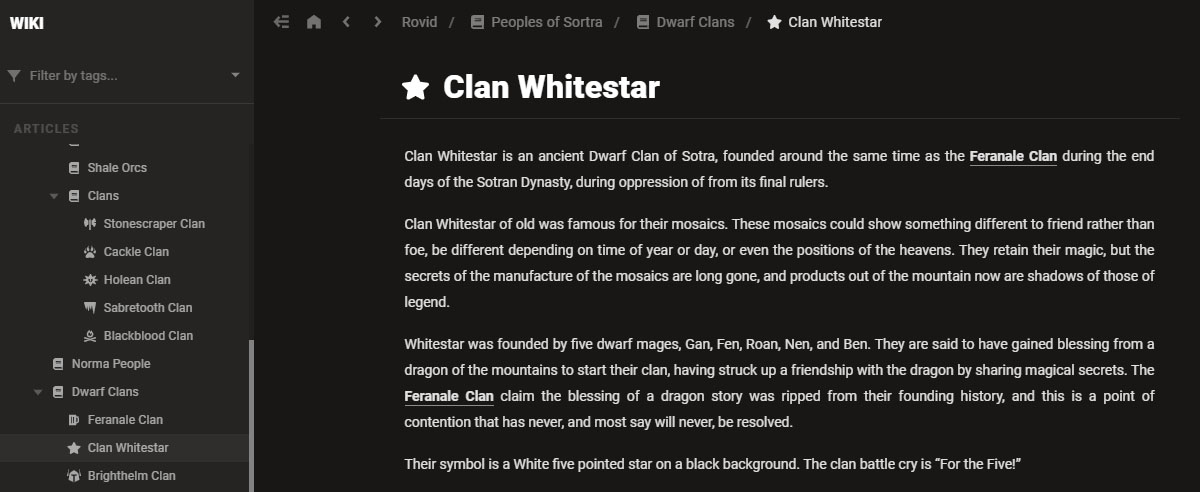 WIKI
Filter by tags...
ARTICLES
Shale Orcs
Clans
Stonescraper Clan
Cackle Clan
Holean Clan
Sabretooth Clan
Blackblood Clan
Norma People
Dwarf Clans
Feranale Clan
Clan Whitestar
Brighthelm Clan
Rovid / Peoples of Sortra / Dwarf Clans / Clan Whitestar
Clan Whitestar
Clan Whitestar is an ancient Dwarf Clan of Sotra, founded around the same time as the Feranale Clan during the end
days of the Sotran Dynasty, during oppression of from its final rulers.
Clan Whitestar of old was famous for their mosaics. These mosaics could show something different to friend rather than
foe, be different depending on time of year or day, or even the positions of the heavens. They retain their magic, but the
secrets of the manufacture of the mosaics are long gone, and products out of the mountain now are shadows of those of
legend.
Whitestar was founded by five dwarf mages, Gan, Fen, Roan, Nen, and Ben. They are said to have gained blessing from a
dragon of the mountains to start their clan, having struck up a friendship with the dragon by sharing magical secrets. The
Feranale Clan claim the blessing of a dragon story was ripped from their founding history, and this is a point of
contention that has never, and most say will never, be resolved.
Their symbol is a White five pointed star on a black background. The clan battle cry is “For the Five!”